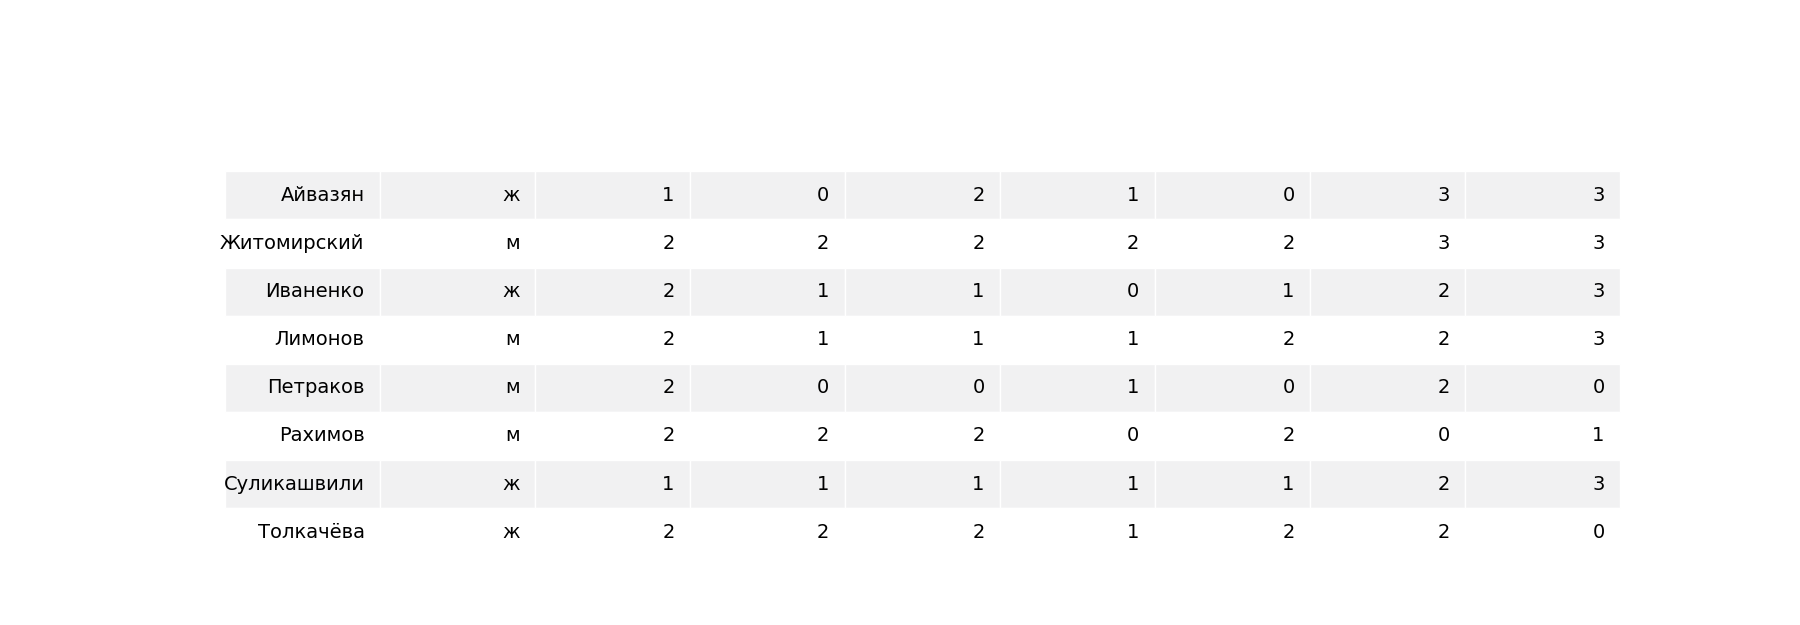 Айвазян ж 1 0 2 1 0 3 3
Житомирский м 2 2 2 2 2 3 3
Иваненко ж 2 1 1 0 1 2 3
Лимонов м 2 1 1 1 2 2 3
Петраков м 2 0 0 1 0 2 0
Рахимов м 2 2 2 0 2 0 1
Суликашвили ж 1 1 1 1 1 2 3
Толкачёва ж 2 2 2 1 2 2 0